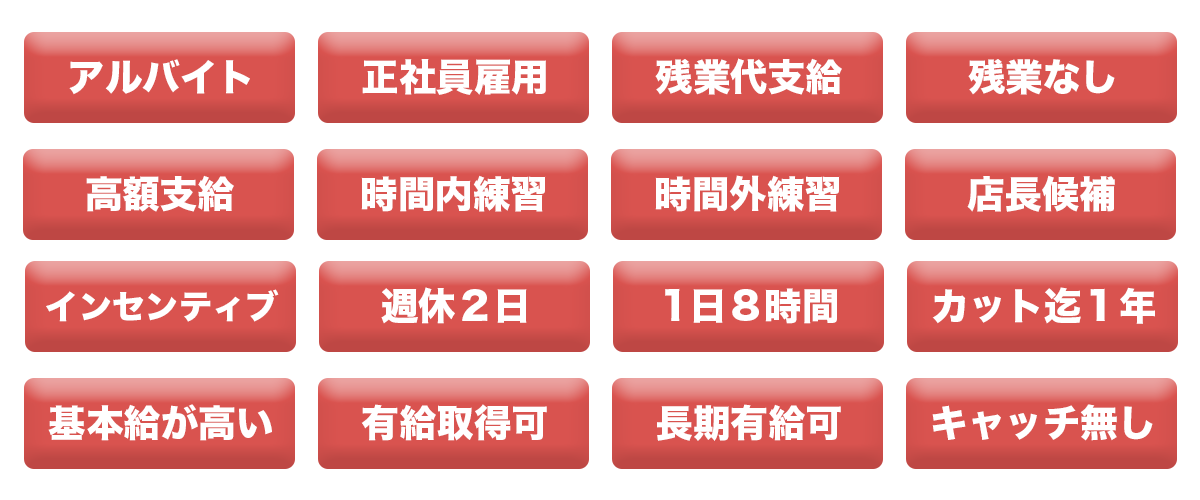 アルバイト
正社員雇用
残業代支給
残業なし
高額支給
時間内練習
時間外練習
店長候補
インセンティブ
週休２日
１日８時間
カット迄１年
基本給が高い
有給取得可
長期有給可
キャッチ無し